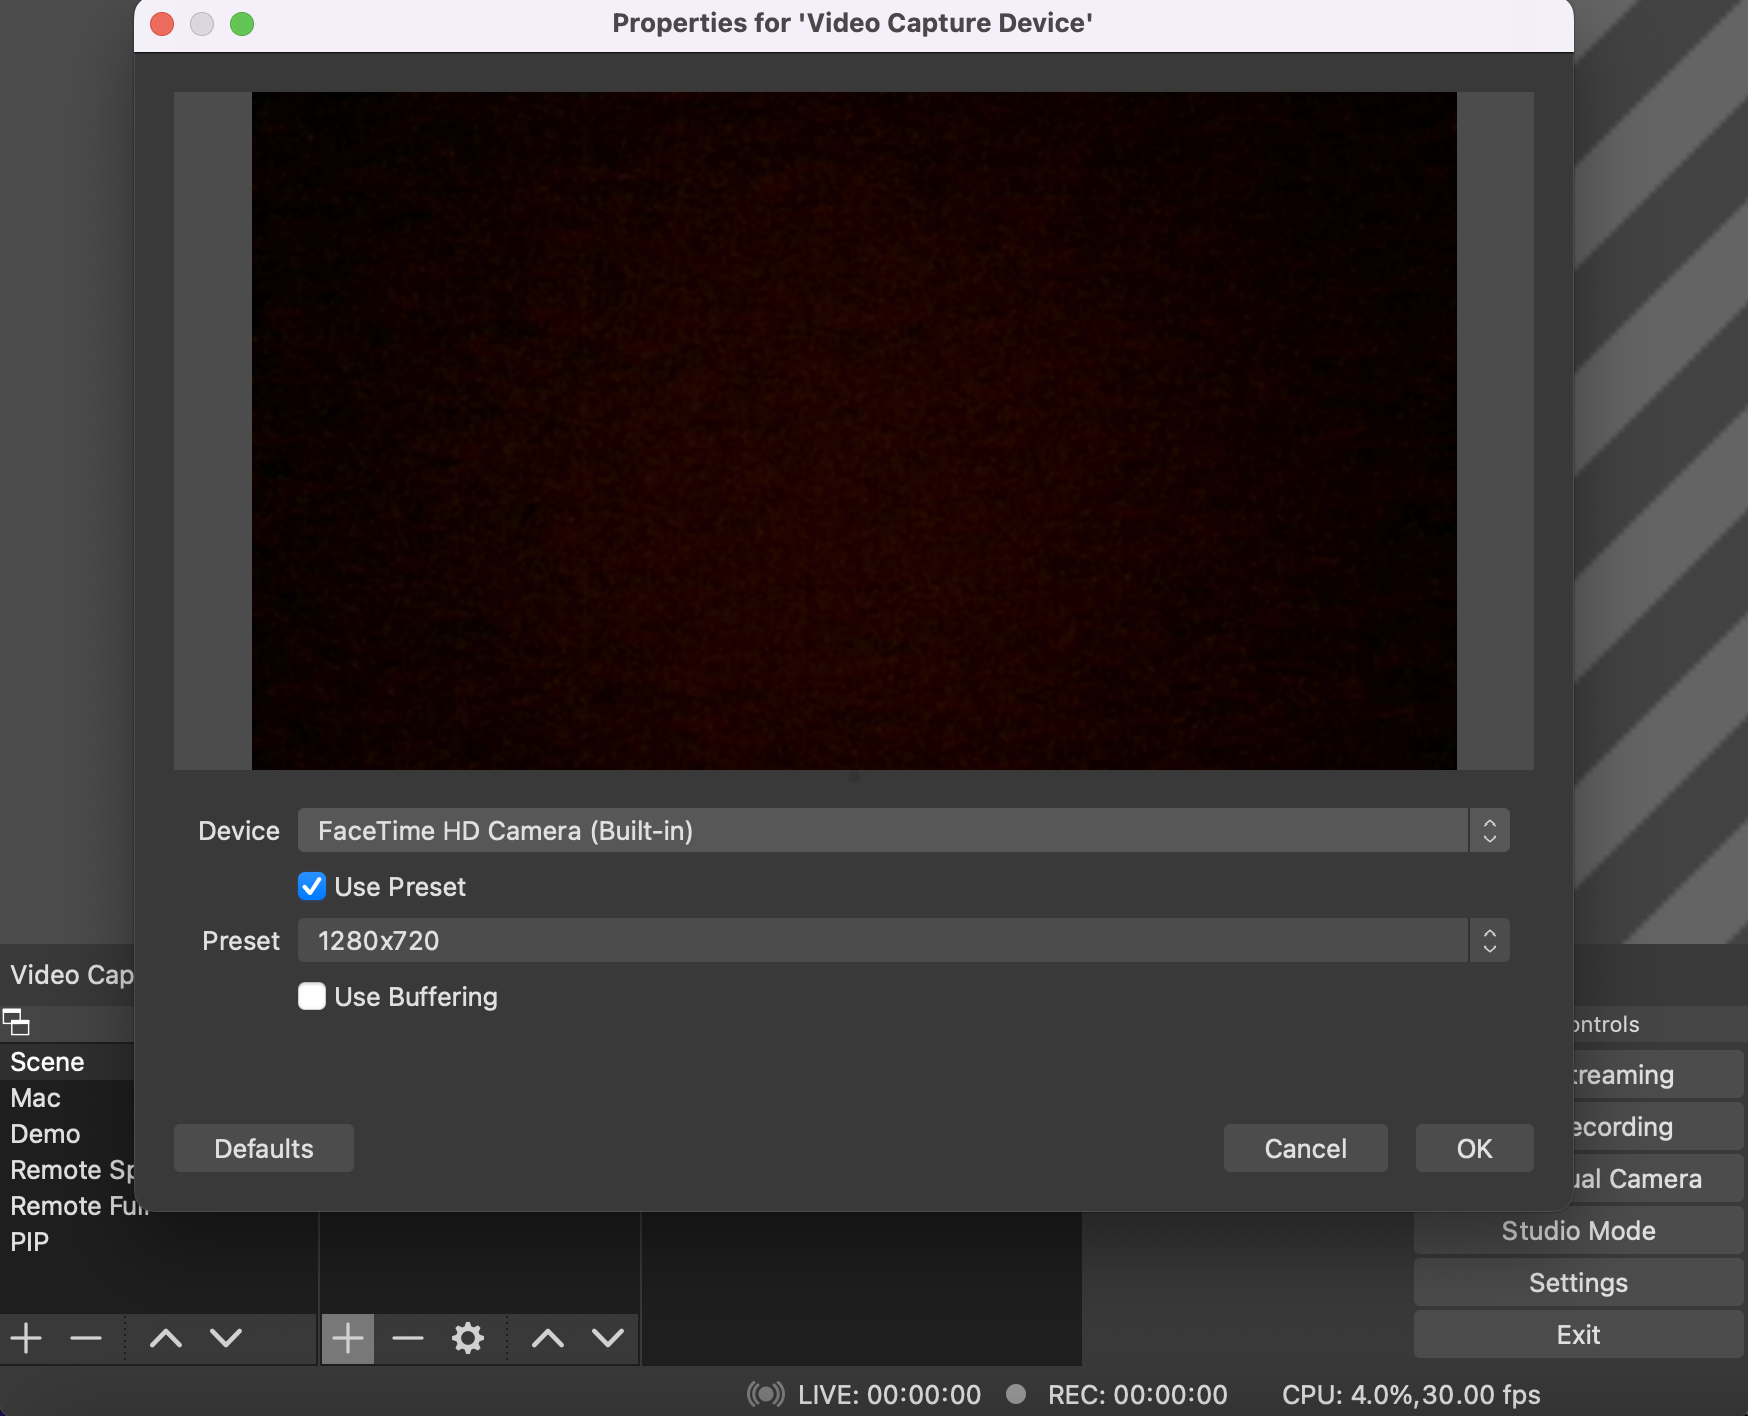 Properties for 'Video Capture Device'
Device FaceTime HD Camera (Built-in)
Use Preset
Preset 1280x720
Use Buffering
Defaults Cancel OK
Video Cap
Scene
Mac
Demo
Remote Sp
Remote Full
PIP
ontrols
treaming
ecording
ual Camera
Studio Mode
Settings
Exit
LIVE: 00:00:00 REC: 00:00:00 CPU: 4.0%,30.00 fps